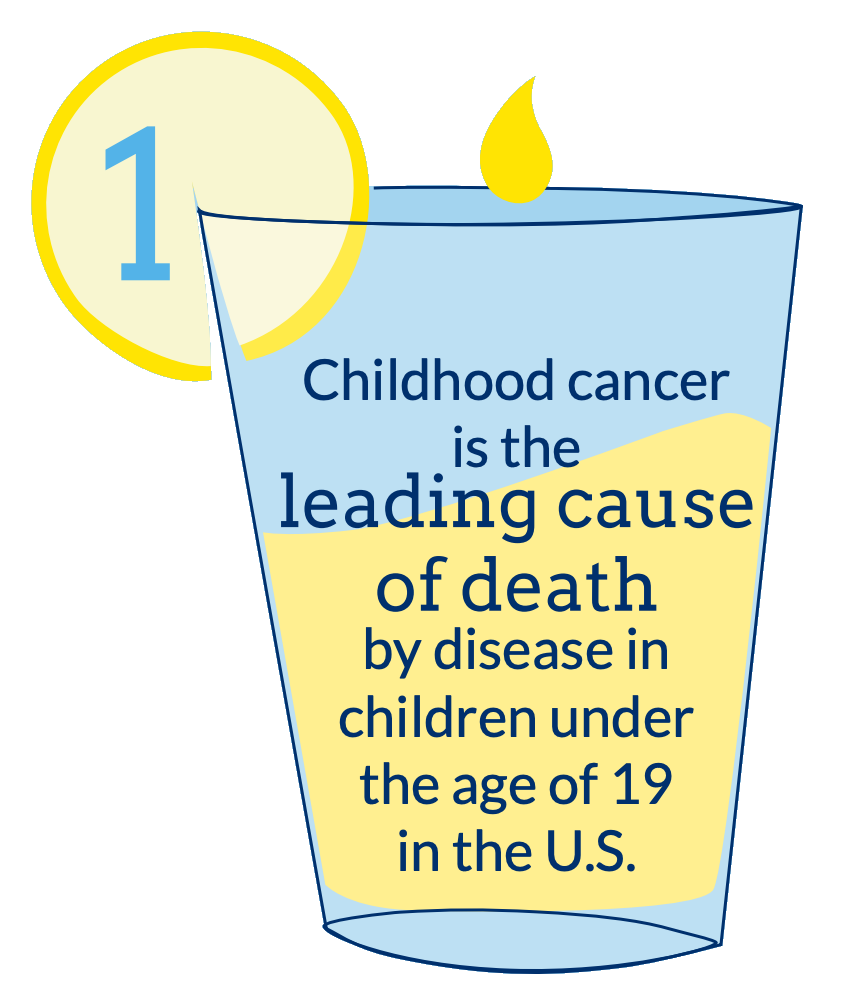 1
Childhood cancer
is the
leading cause
of death
by disease in
children under
the age of 19
in the U.S.